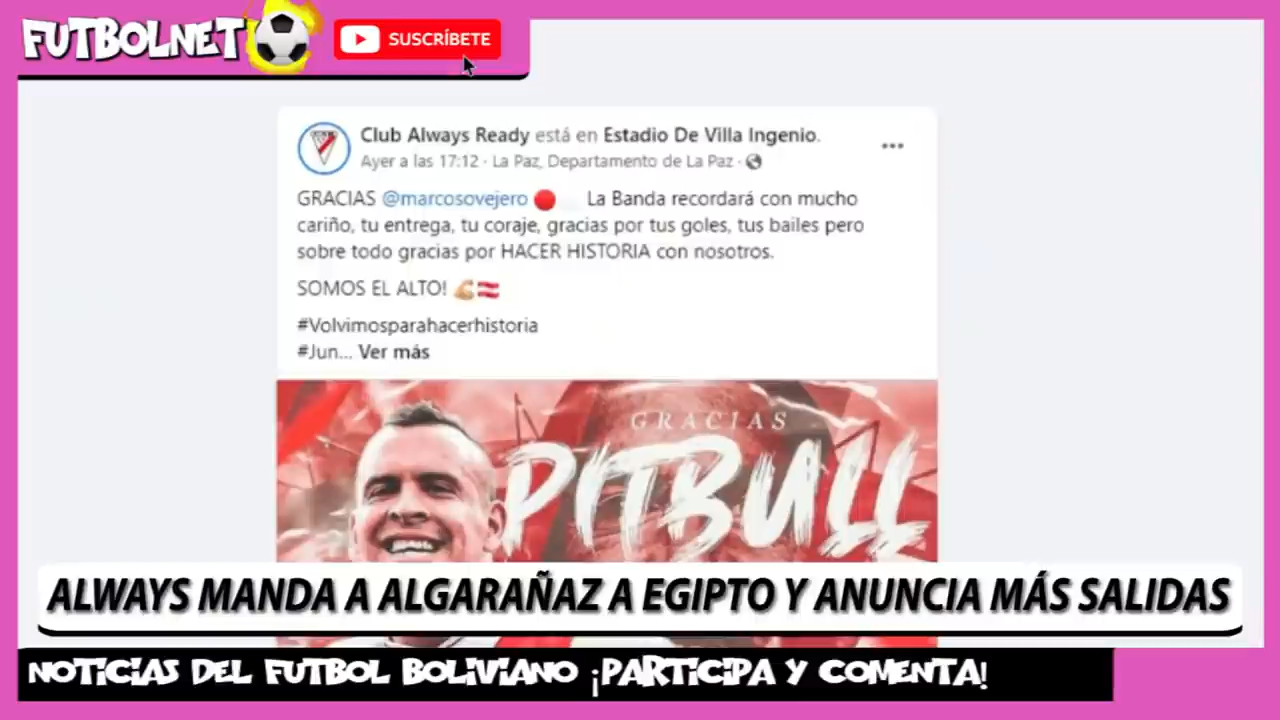 FUTBOLNET
SUSCRÍBETE
Club Always Ready está en Estadio De Villa Ingenio.
Ayer a las 17:12 · La Paz, Departamento de La Paz ·
GRACIAS @marcosovejero 🔴 La Banda recordará con mucho
cariño, tu entrega, tu coraje, gracias por tus goles, tus bailes pero
sobre todo gracias por HACER HISTORIA con nosotros.
SOMOS EL ALTO! 💪🇱🇻
#Volvimosparahacerhistoria
#Jun... Ver más
GRACIAS
PITBULL
ALWAYS MANDA A ALGARAÑAZ A EGIPTO Y ANUNCIA MÁS SALIDAS
NOTICIAS DEL FUTBOL BOLIVIANO ¡PARTICIPA Y COMENTA!